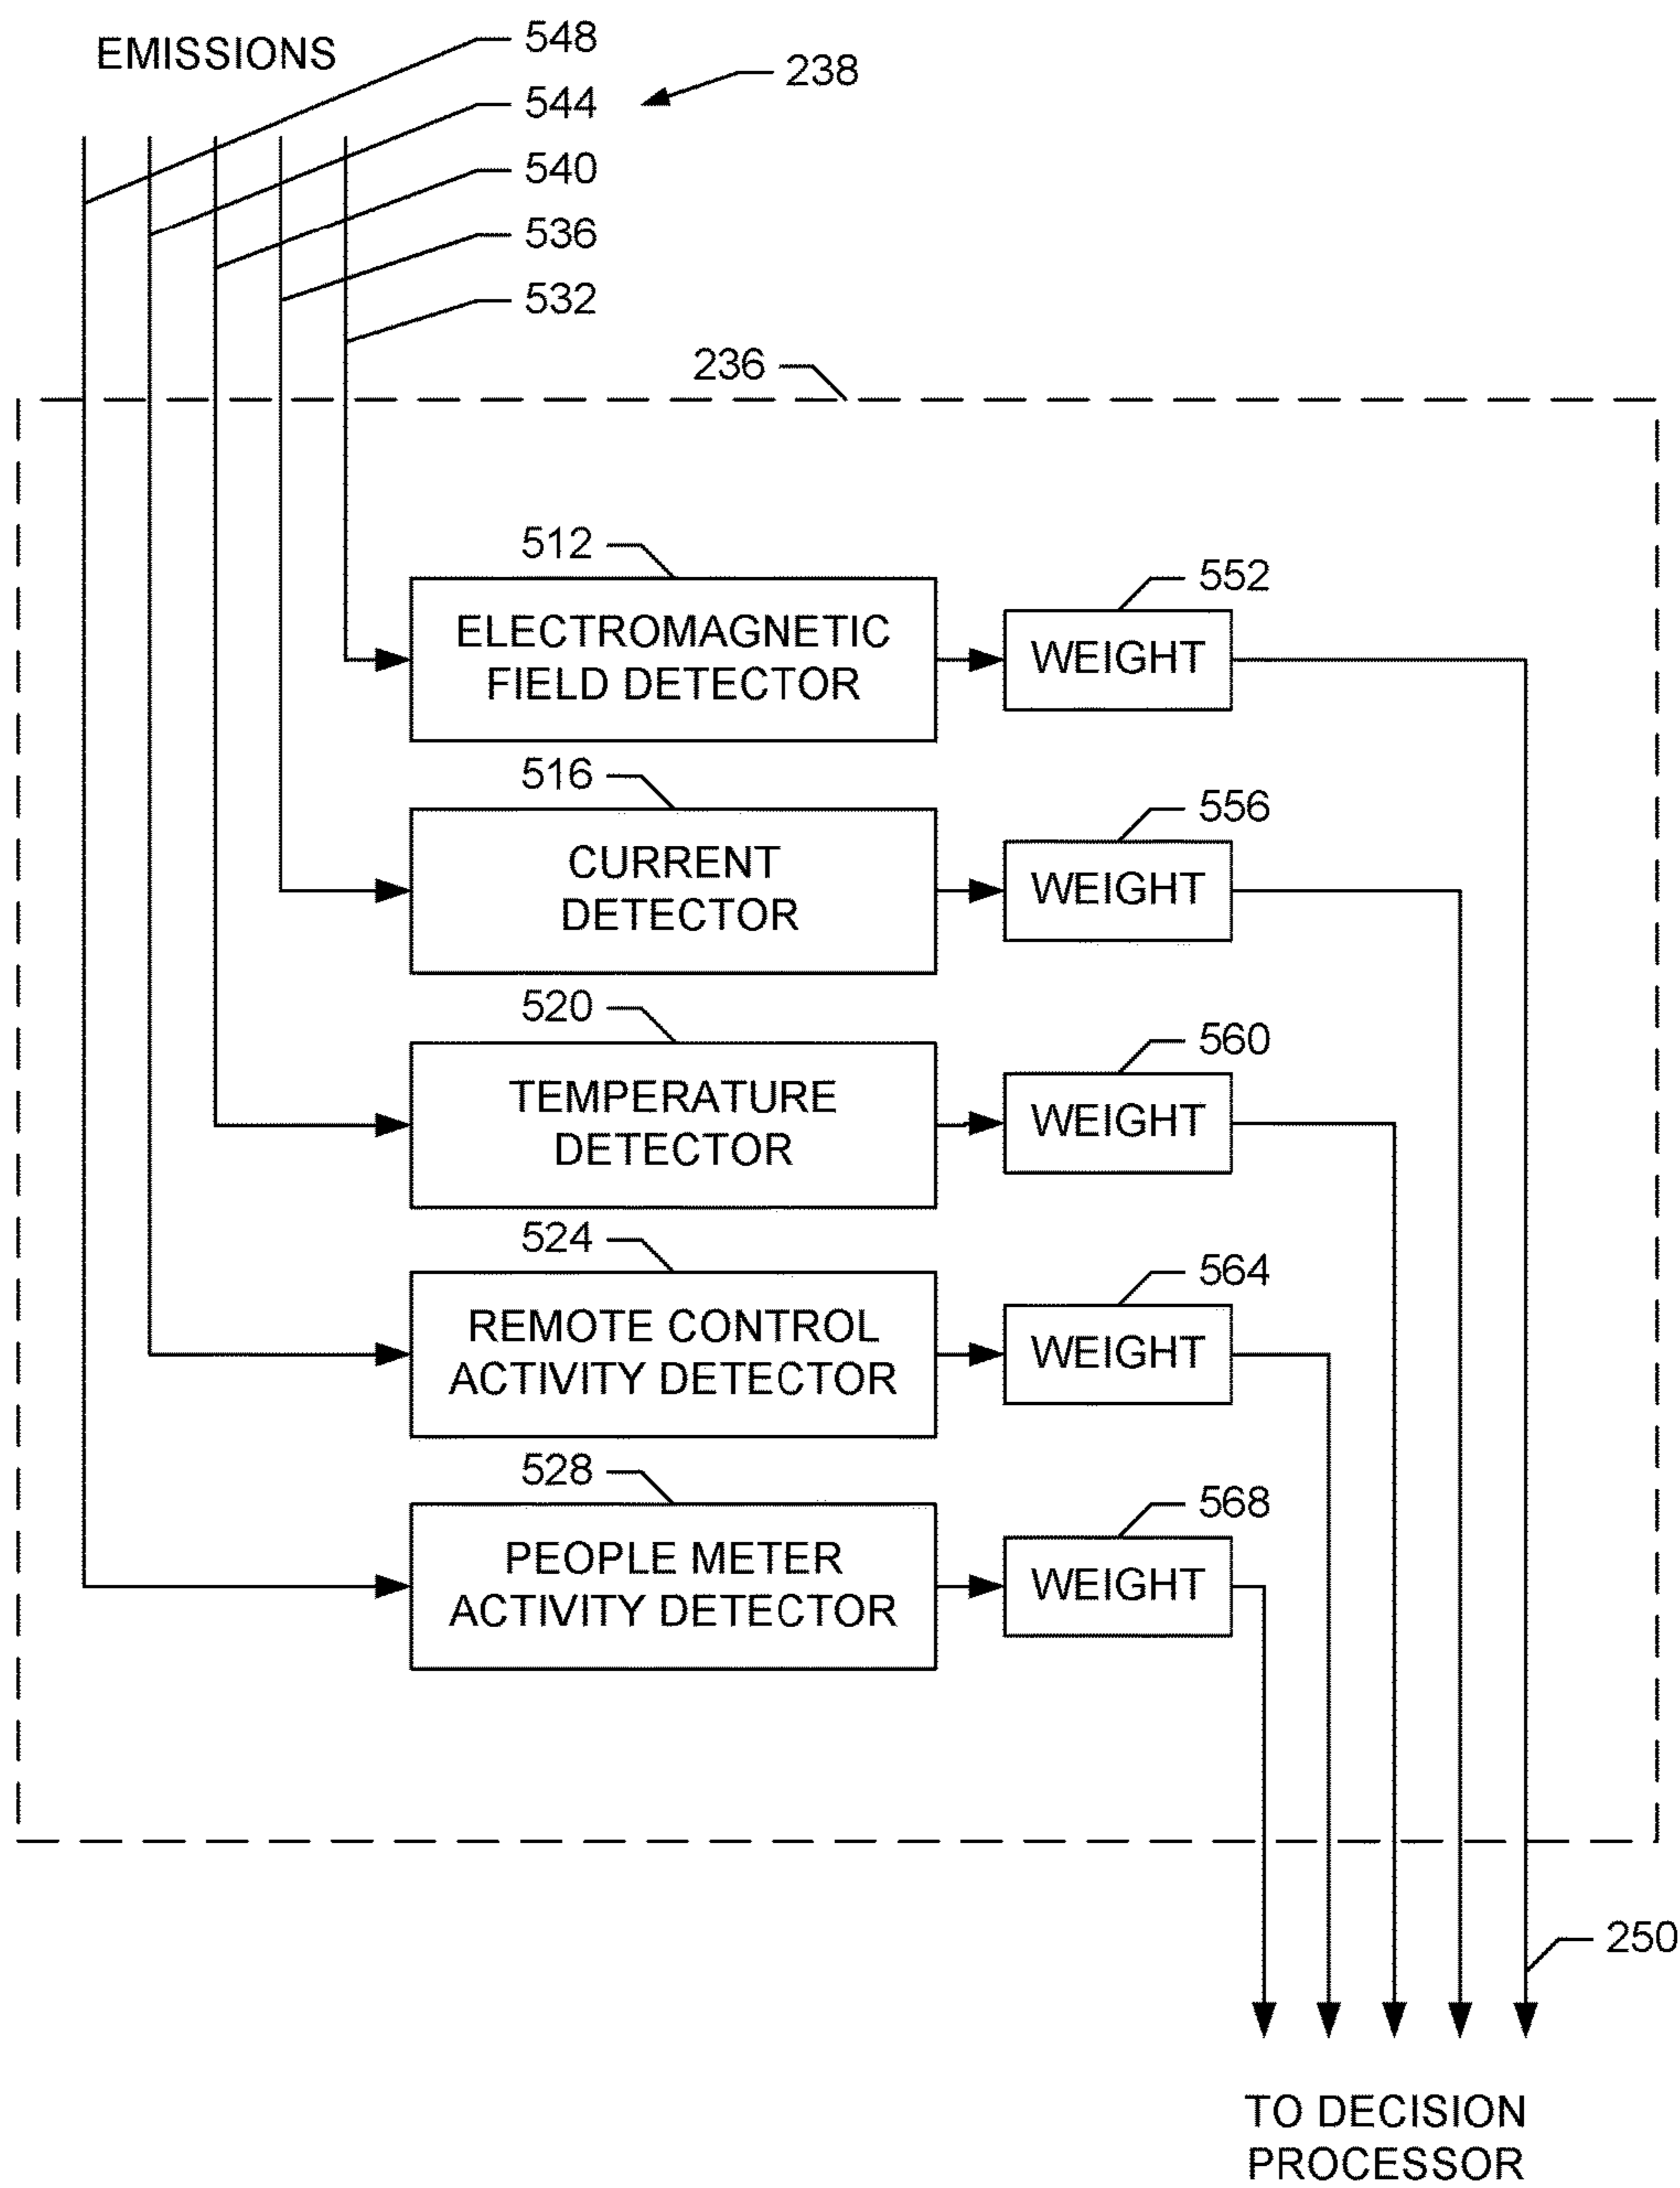 EMISSIONS
548
544
238
540
536
532
236
512
ELECTROMAGNETIC
FIELD DETECTOR
552
WEIGHT
516
CURRENT
DETECTOR
556
WEIGHT
520
TEMPERATURE
DETECTOR
560
WEIGHT
524
REMOTE CONTROL
ACTIVITY DETECTOR
564
WEIGHT
528
PEOPLE METER
ACTIVITY DETECTOR
568
WEIGHT
250
TO DECISION
PROCESSOR